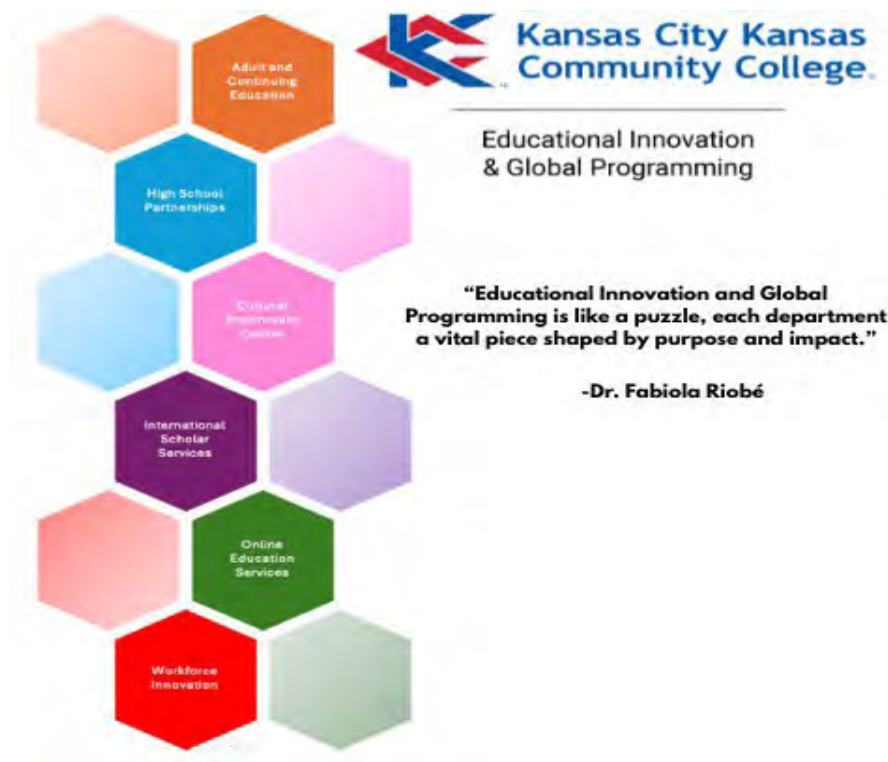 Kansas City Kansas
Community College.
Educational Innovation
& Global Programming
Adult and
Continuing
Education
High School
Partnerships
Cultural
Center
International
Scholar
Services
Online
Education
Services
Workforce
Innovation
“Educational Innovation and Global
Programming is like a puzzle, each department
a vital piece shaped by purpose and impact.”
-Dr. Fabiola Riobé